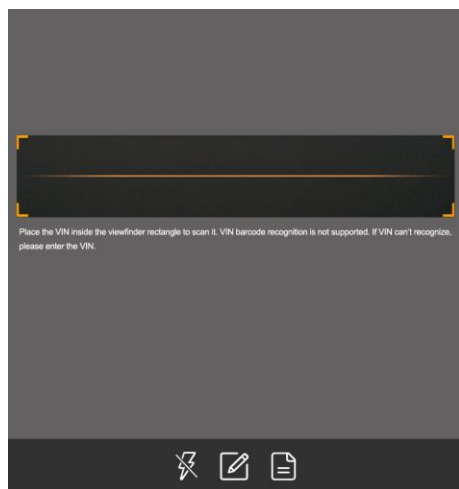 Place the VIN inside the viewfinder rectangle to scan it. VIN barcode recognition is not supported. If VIN can't recognize,
please enter the VIN.